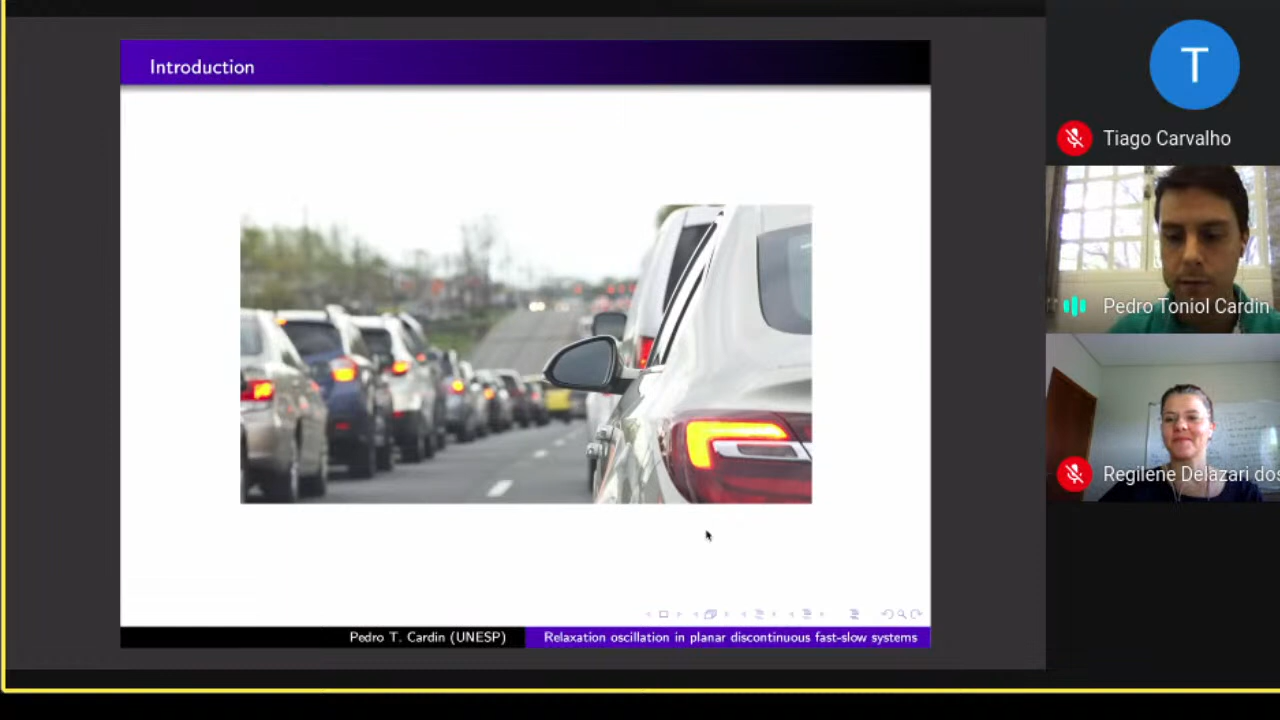 Introduction
Pedro T. Cardin (UNESP)
Relaxation oscillation in planar discontinuous fast-slow systems
T
Tiago Carvalho
Pedro Toniol Cardin
Regilene Delazari dos